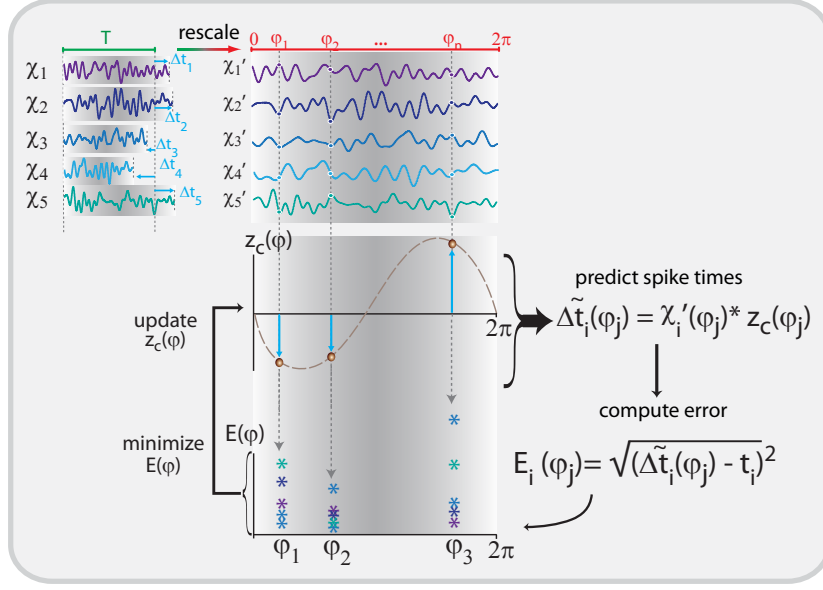 T
rescale
0 φ1 φ2 ... φn 2π
χ1 Δt1 χ1′
χ2 Δt2 χ2′
χ3 Δt3 χ3′
χ4 Δt4 χ4′
χ5 Δt5 χ5′
zc(φ)
2π
predict spike times
Δt̃i(φj) = χi′(φj)* zc(φj)
update
zc(φ)
compute error
minimize
E(φ)
E(φ)
Ei (φj)= √(Δt̃i(φj) - ti)²
φ1 φ2 φ3 2π